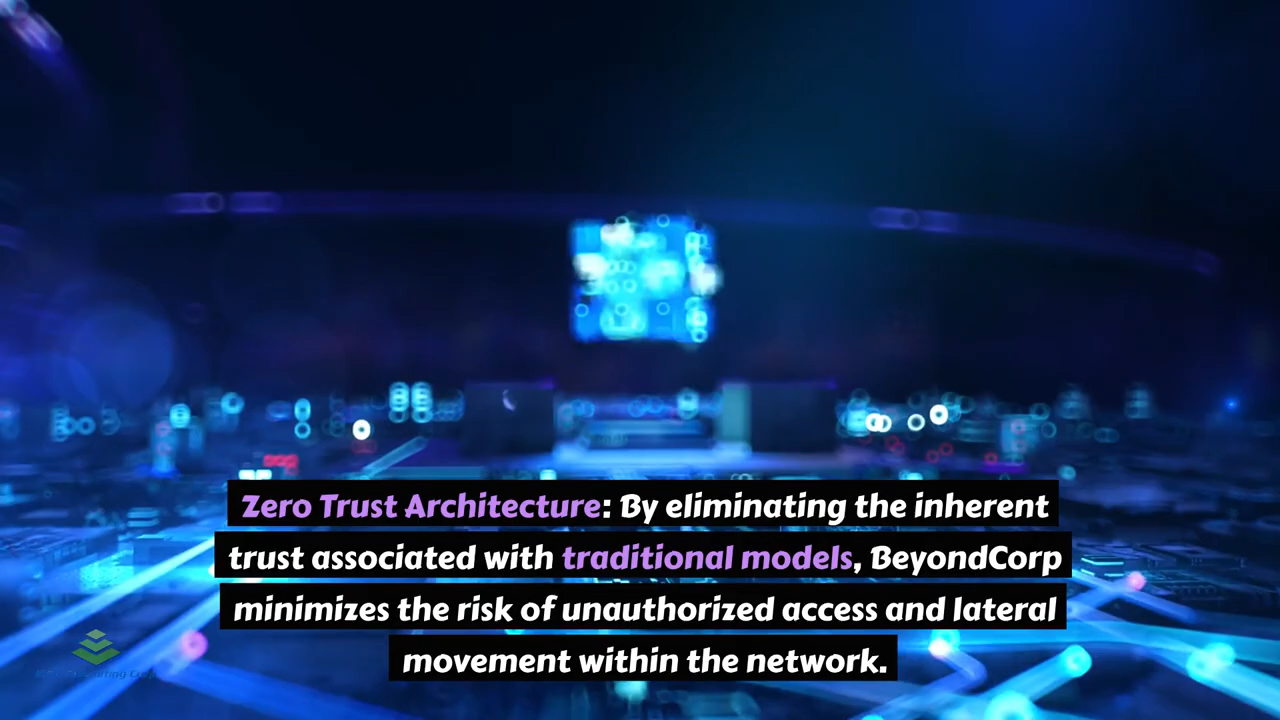 Zero Trust Architecture: By eliminating the inherent
trust associated with traditional models, BeyondCorp
minimizes the risk of unauthorized access and lateral
movement within the network.